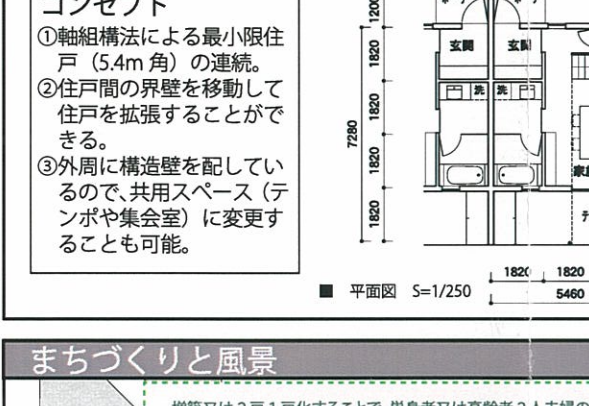 コンセプト
①軸組構法による最小限住
戸（5.4m 角）の連続。
②住戸間の界壁を移動して
住戸を拡張することがで
きる。
③外周に構造壁を配してい
るので、共用スペース（テ
ンポや集会室）に変更す
ることも可能。
1200
1820
1820
7280
1820
1820
玄関
玄関
洗
洗
1820
1820
5460
■ 平面図 S=1/250
まちづくりと風景